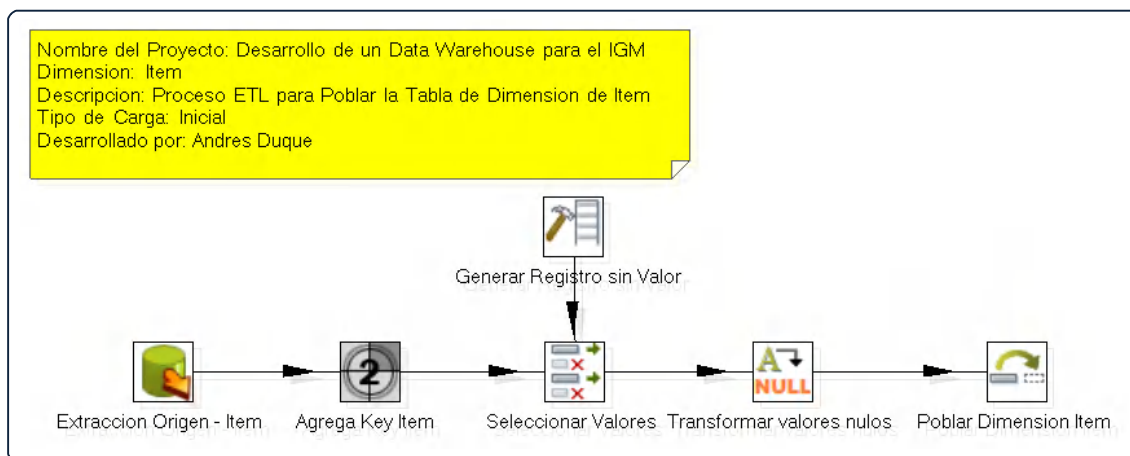 Nombre del Proyecto: Desarrollo de un Data Warehouse para el IGM
Dimension: Item
Descripcion: Proceso ETL para Poblar la Tabla de Dimension de Item
Tipo de Carga: Inicial
Desarrollado por: Andres Duque
Generar Registro sin Valor
2
A
NULL
Extraccion Origen - Item
Agrega Key Item
Seleccionar Valores
Transformar valores nulos
Poblar Dimension Item